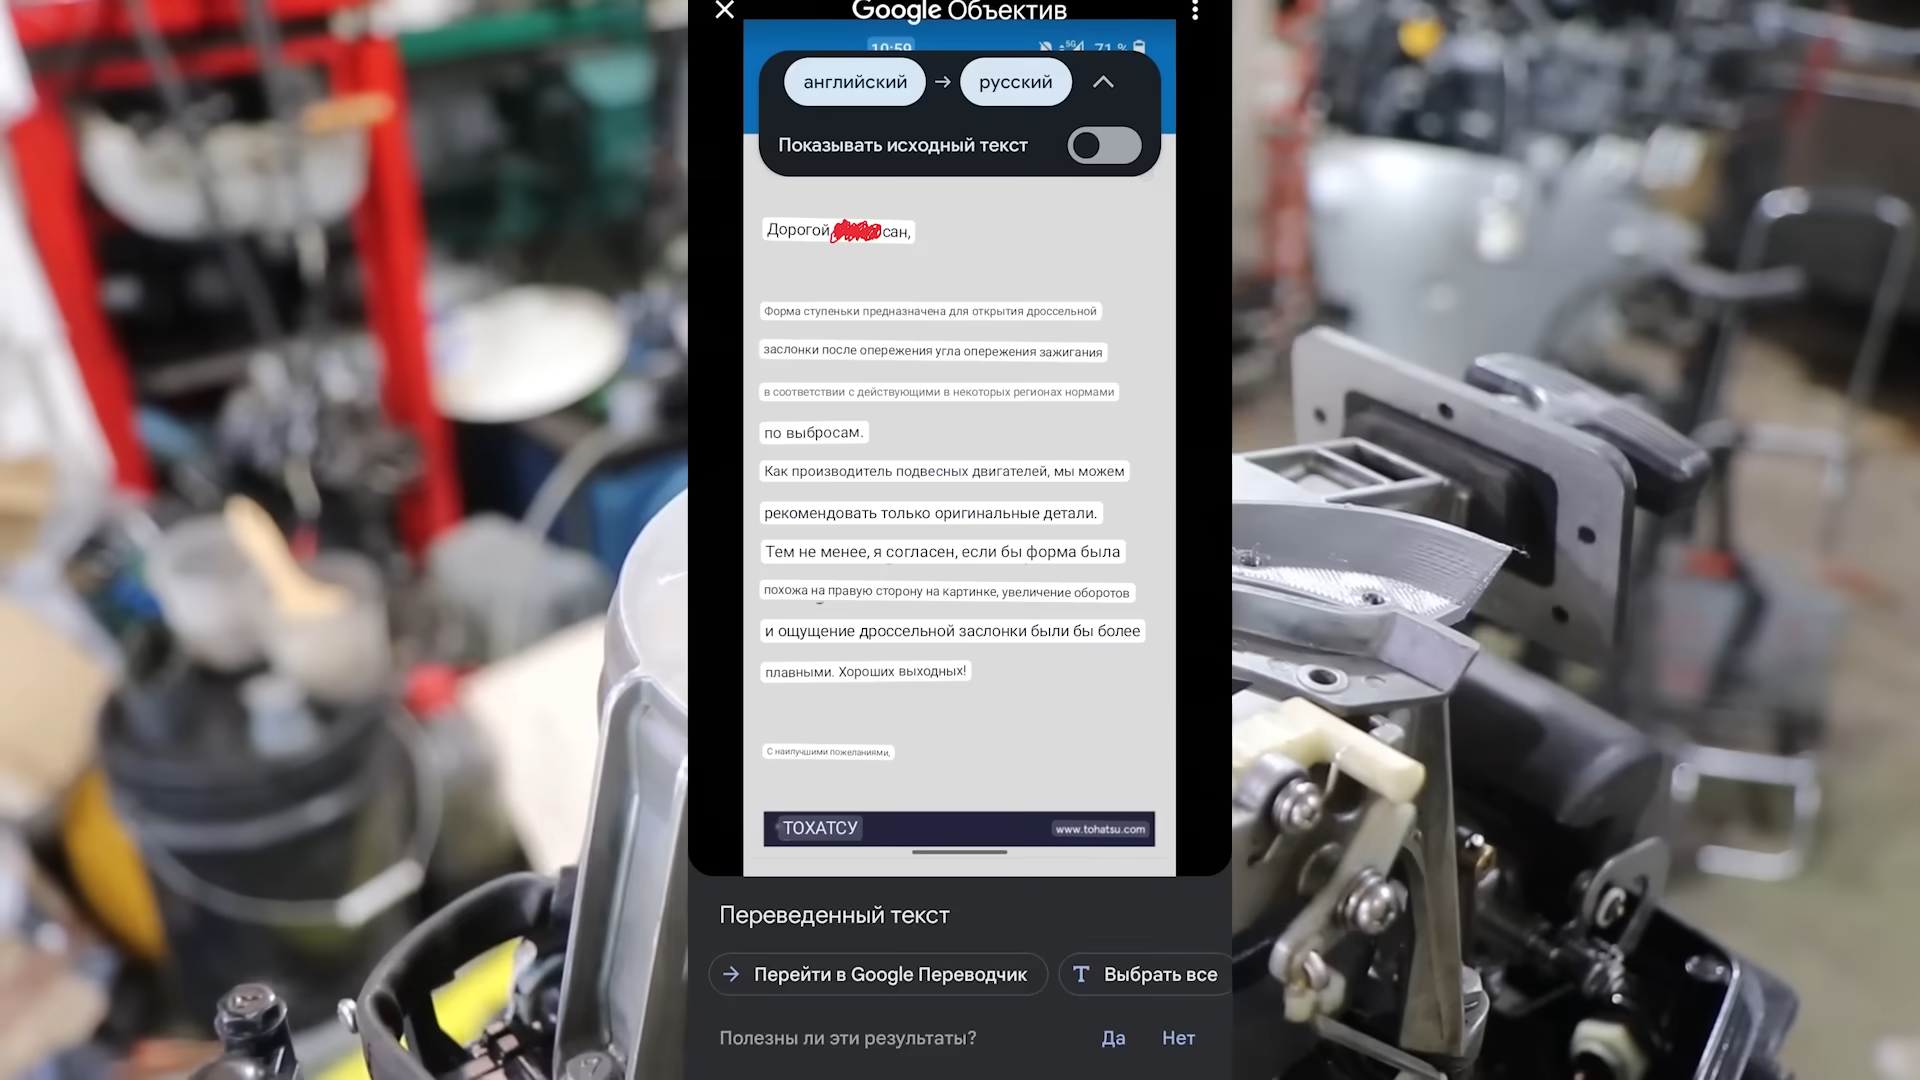 Google Объектив
10:59
5G 71 %
английский → русский
Показывать исходный текст
Дорогой сан,
Форма ступеньки предназначена для открытия дроссельной
заслонки после опережения угла опережения зажигания
в соответствии с действующими в некоторых регионах нормами
по выбросам.
Как производитель подвесных двигателей, мы можем
рекомендовать только оригинальные детали.
Тем не менее, я согласен, если бы форма была
похожа на правую сторону на картинке, увеличение оборотов
и ощущение дроссельной заслонки были бы более
плавными. Хороших выходных!
С наилучшими пожеланиями,
ТОХАТСУ www.tohatsu.com
Переведенный текст
Перейти в Google Переводчик Выбрать все
Полезны ли эти результаты? Да Нет